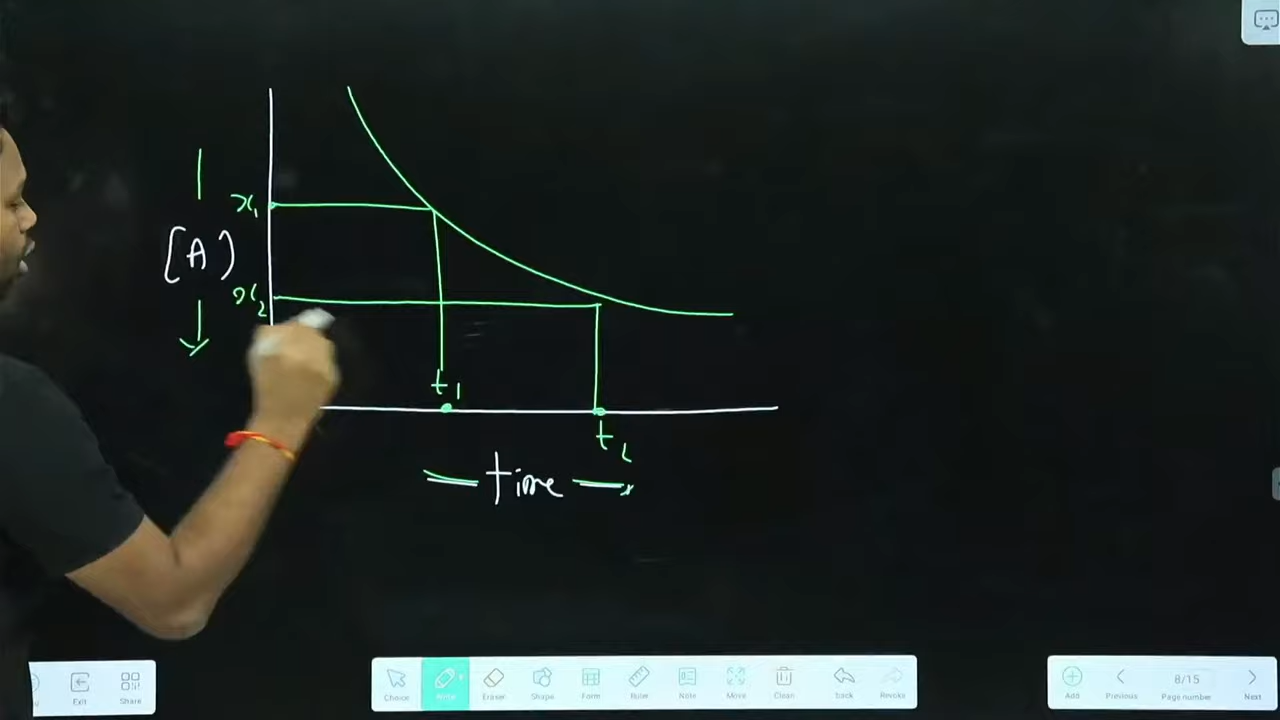 x₁
[A)
x₂
t₁
t₂
time
Exit
Share
Choice
Write
Eraser
Shape
Form
Ruler
Note
Move
Clean
Revoke
Add
Previous
8/15
Page number
Next